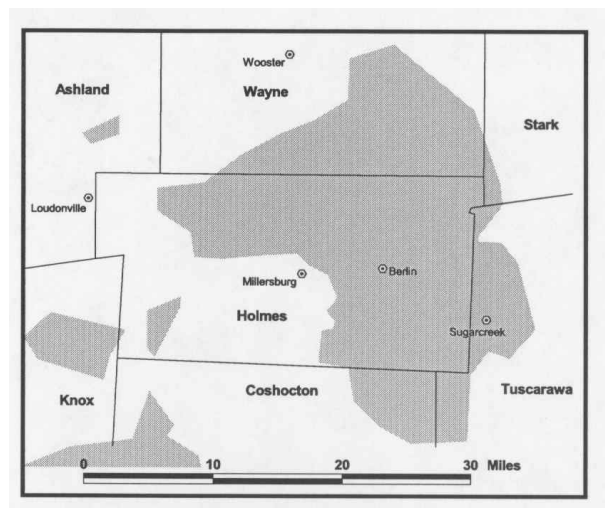 Wooster
Ashland
Wayne
Stark
Loudonville
Berlin
Millersburg
Holmes
Sugarcreek
Coshocton
Tuscarawa
Knox
0 10 20 30 Miles